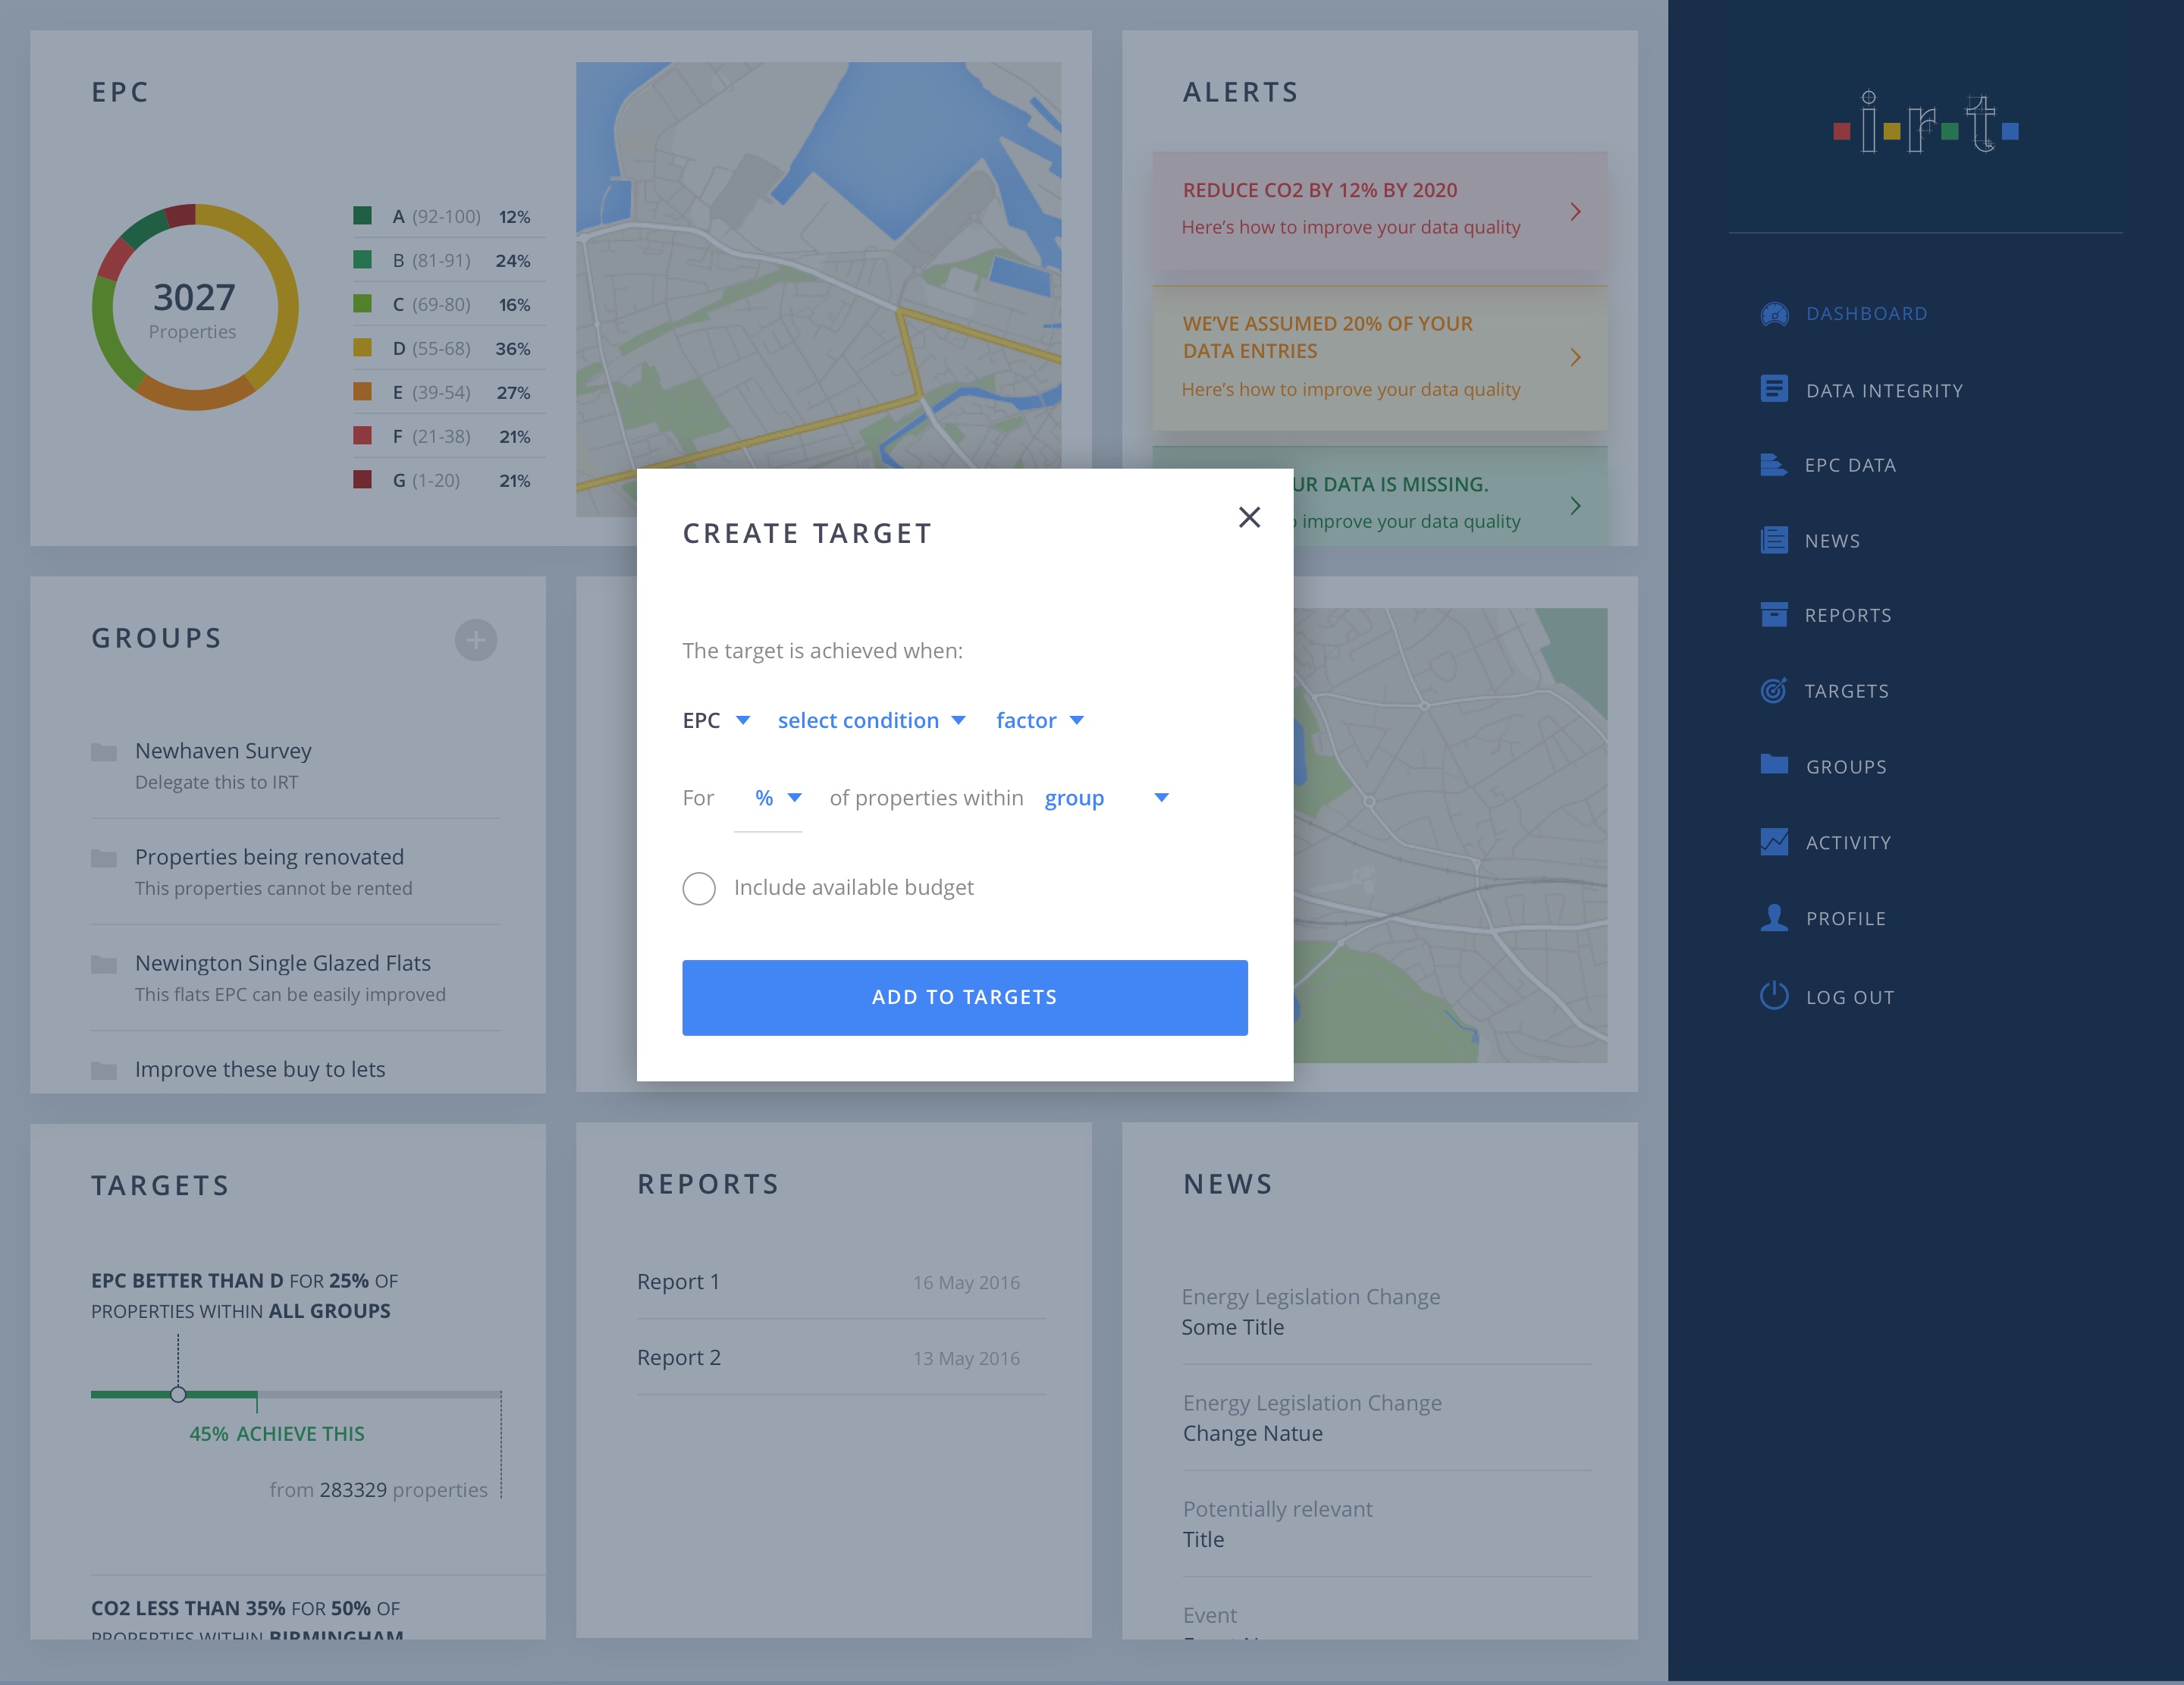 EPC
3027
Properties
A (92-100) 12%
B (81-91) 24%
C (69-80) 16%
D (55-68) 36%
E (39-54) 27%
F (21-38) 21%
G (1-20) 21%
ALERTS
REDUCE CO2 BY 12% BY 2020
Here's how to improve your data quality
WE'VE ASSUMED 20% OF YOUR
DATA ENTRIES
Here's how to improve your data quality
DATA IS MISSING.
improve your data quality
GROUPS
Newhaven Survey
Delegate this to IRT
Properties being renovated
This properties cannot be rented
Newington Single Glazed Flats
This flats EPC can be easily improved
Improve these buy to lets
CREATE TARGET
The target is achieved when:
EPC select condition factor
For % of properties within group
Include available budget
ADD TO TARGETS
TARGETS
EPC BETTER THAN D FOR 25% OF
PROPERTIES WITHIN ALL GROUPS
45% ACHIEVE THIS
from 283329 properties
CO2 LESS THAN 35% FOR 50% OF
PROPERTIES WITHIN BIRMINGHAM
REPORTS
Report 1 16 May 2016
Report 2 13 May 2016
NEWS
Energy Legislation Change
Some Title
Energy Legislation Change
Change Natue
Potentially relevant
Title
Event
i.r.t
DASHBOARD
DATA INTEGRITY
EPC DATA
NEWS
REPORTS
TARGETS
GROUPS
ACTIVITY
PROFILE
LOG OUT